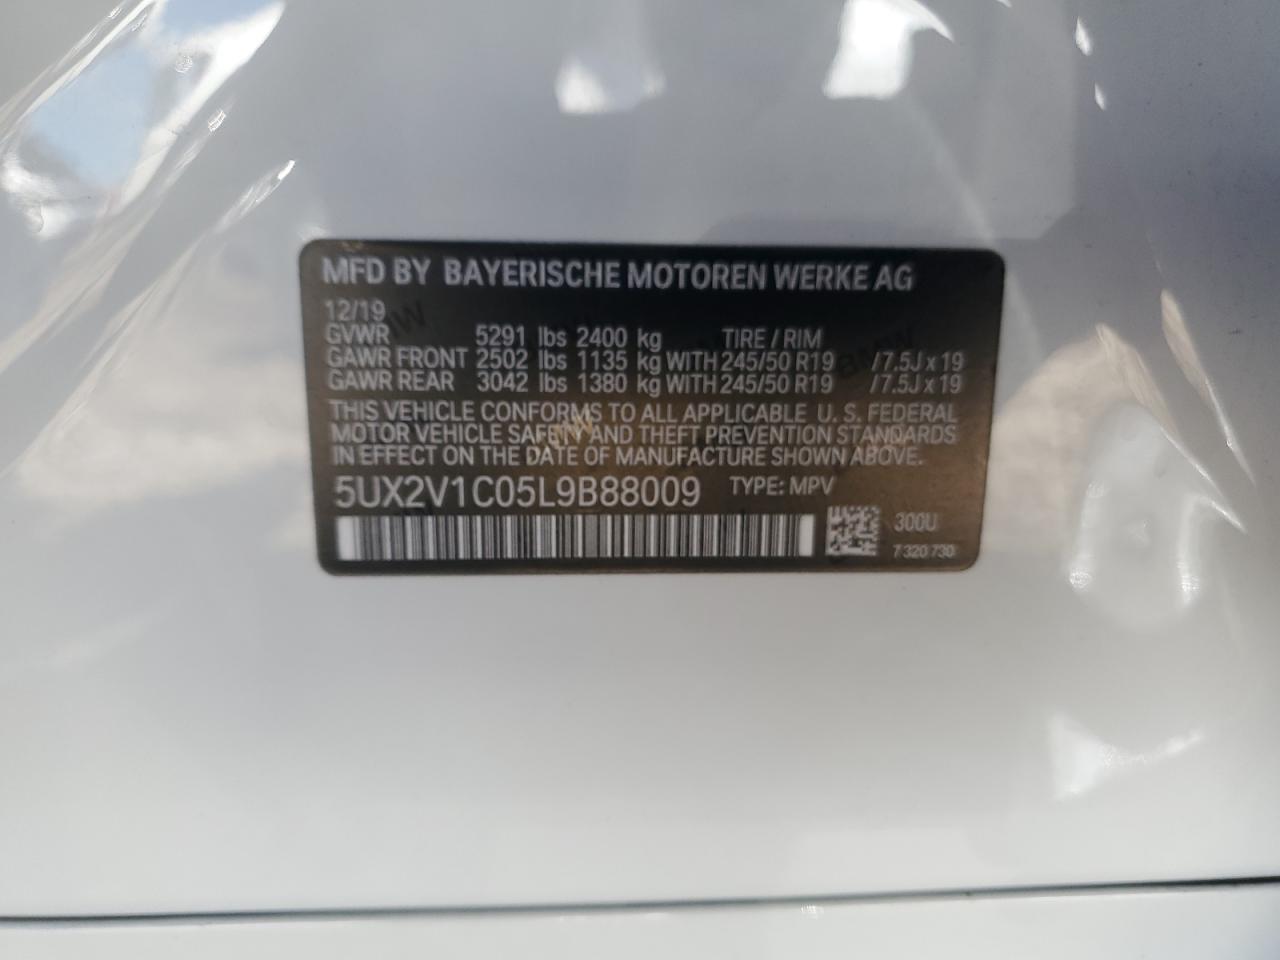 MFD BY BAYERISCHE MOTOREN WERKE AG
12/19
GVWR 5291 lbs 2400 kg TIRE / RIM
GAWR FRONT 2502 lbs 1135 kg WITH 245/50 R19 /7.5J x 19
GAWR REAR 3042 lbs 1380 kg WITH 245/50 R19 /7.5J x 19
THIS VEHICLE CONFORMS TO ALL APPLICABLE U. S. FEDERAL
MOTOR VEHICLE SAFETY AND THEFT PREVENTION STANDARDS
IN EFFECT ON THE DATE OF MANUFACTURE SHOWN ABOVE.
5UX2V1C05L9B88009 TYPE: MPV
300U
7 320 730
BMW